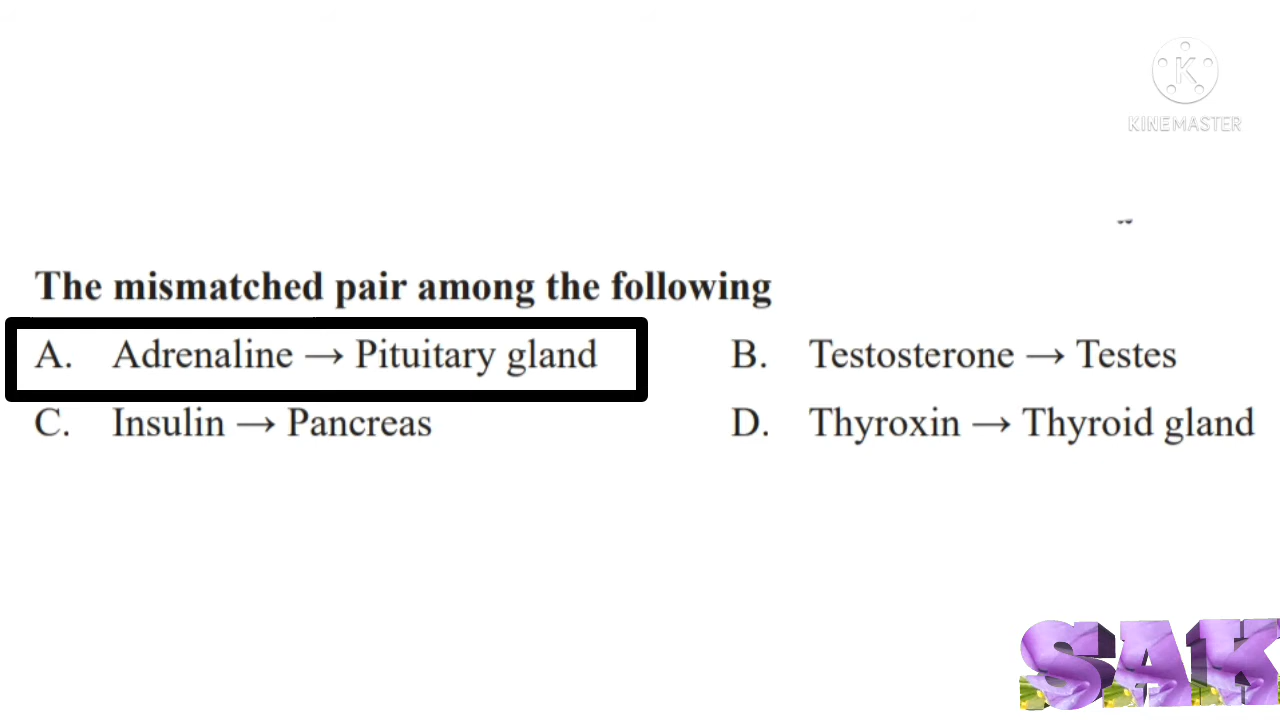 K
KINEMASTER
The mismatched pair among the following
A. Adrenaline → Pituitary gland B. Testosterone → Testes
C. Insulin → Pancreas D. Thyroxin → Thyroid gland
SAK